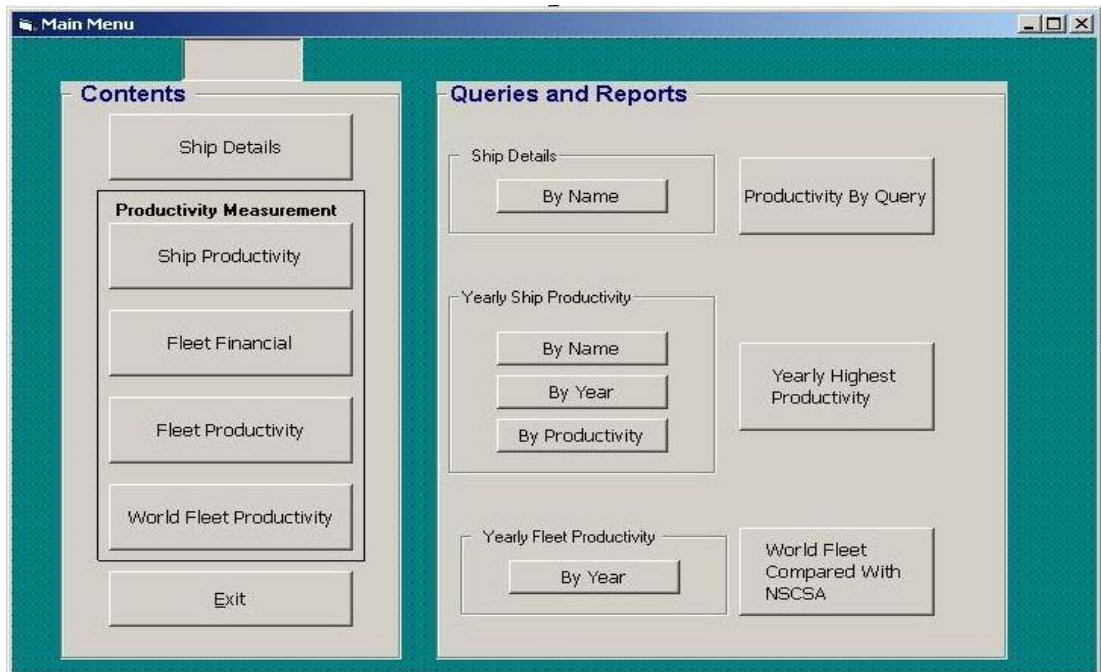 Main Menu
Contents
Ship Details
Productivity Measurement
Ship Productivity
Fleet Financial
Fleet Productivity
World Fleet Productivity
Exit
Queries and Reports
Ship Details
By Name
Productivity By Query
Yearly Ship Productivity
By Name
By Year
By Productivity
Yearly Highest
Productivity
Yearly Fleet Productivity
By Year
World Fleet
Compared With
NSCSA